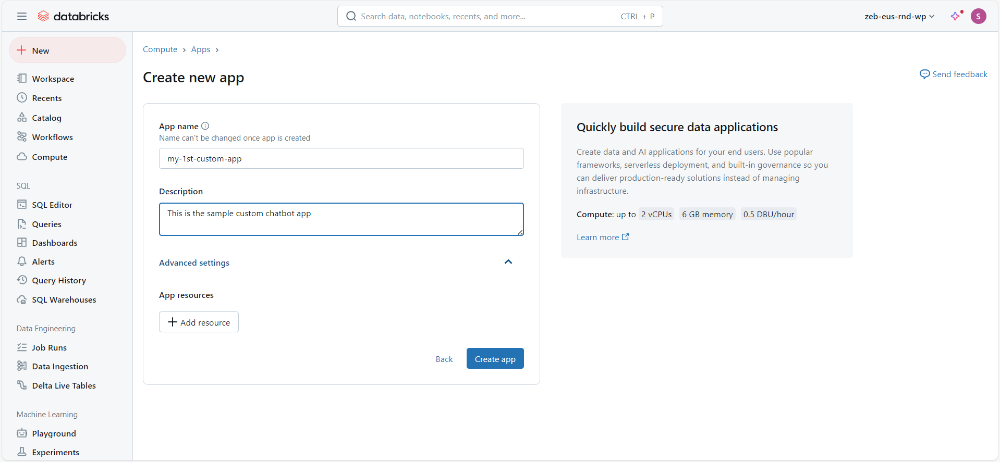 databricks
Search data, notebooks, recents, and more...
CTRL + P
zeb-eus-rnd-wp
S
New
Workspace
Recents
Catalog
Workflows
Compute
SQL
SQL Editor
Queries
Dashboards
Alerts
Query History
SQL Warehouses
Data Engineering
Job Runs
Data Ingestion
Delta Live Tables
Machine Learning
Playground
Experiments
Compute > Apps >
Create new app
Send feedback
App name
Name can't be changed once app is created
my-1st-custom-app
Description
This is the sample custom chatbot app
Advanced settings
App resources
Add resource
Back
Create app
Quickly build secure data applications
Create data and AI applications for your end users. Use popular
frameworks, serverless deployment, and built-in governance so you
can deliver production-ready solutions instead of managing
infrastructure.
Compute: up to 2 vCPUs 6 GB memory 0.5 DBU/hour
Learn more